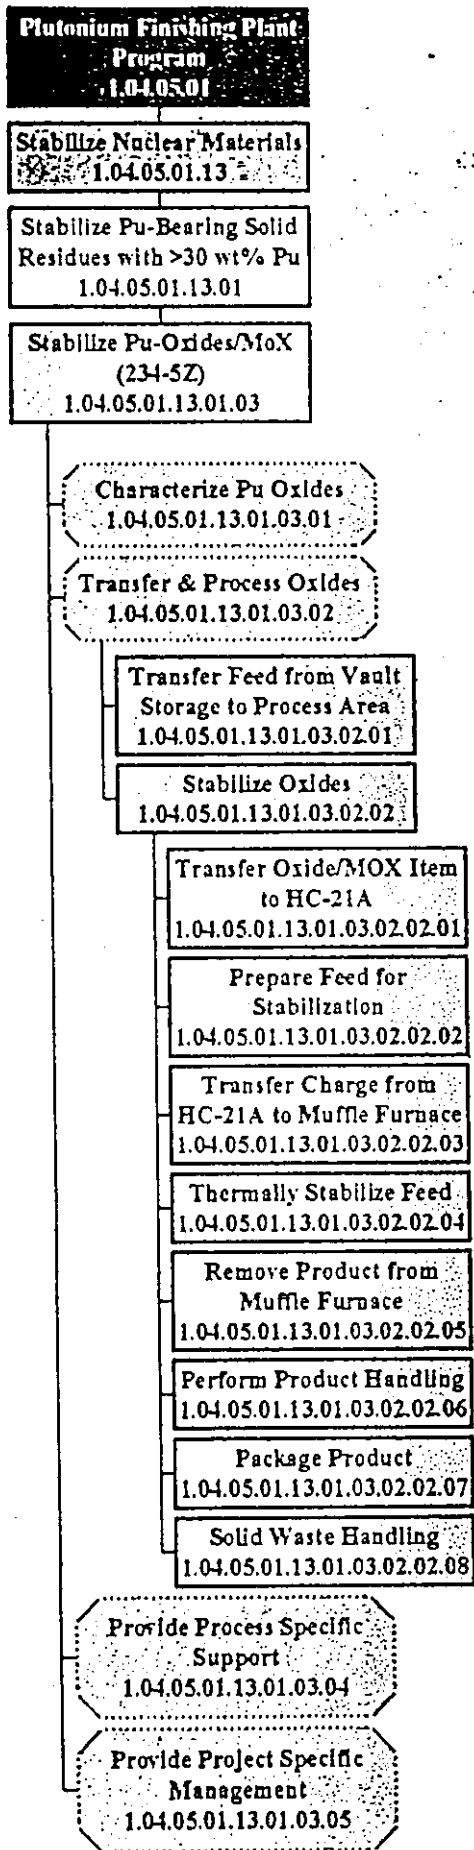 Plutonium Finishing Plant
Program
1.04.05.01
Stabilize Nuclear Materials
1.04.05.01.13
Stabilize Pu-Bearing Solid
Residues with >30 wt% Pu
1.04.05.01.13.01
Stabilize Pu-Oxides/MoX
(234-5Z)
1.04.05.01.13.01.03
Characterize Pu Oxides
1.04.05.01.13.01.03.01
Transfer & Process Oxides
1.04.05.01.13.01.03.02
Transfer Feed from Vault
Storage to Process Area
1.04.05.01.13.01.03.02.01
Stabilize Oxides
1.04.05.01.13.01.03.02.02
Transfer Oxide/MOX Item
to HC-21A
1.04.05.01.13.01.03.02.02.01
Prepare Feed for
Stabilization
1.04.05.01.13.01.03.02.02.02
Transfer Charge from
HC-21A to Muffle Furnace
1.04.05.01.13.01.03.02.02.03
Thermally Stabilize Feed
1.04.05.01.13.01.03.02.02.04
Remove Product from
Muffle Furnace
1.04.05.01.13.01.03.02.02.05
Perform Product Handling
1.04.05.01.13.01.03.02.02.06
Package Product
1.04.05.01.13.01.03.02.02.07
Solid Waste Handling
1.04.05.01.13.01.03.02.02.08
Provide Process Specific
Support
1.04.05.01.13.01.03.04
Provide Project Specific
Management
1.04.05.01.13.01.03.05